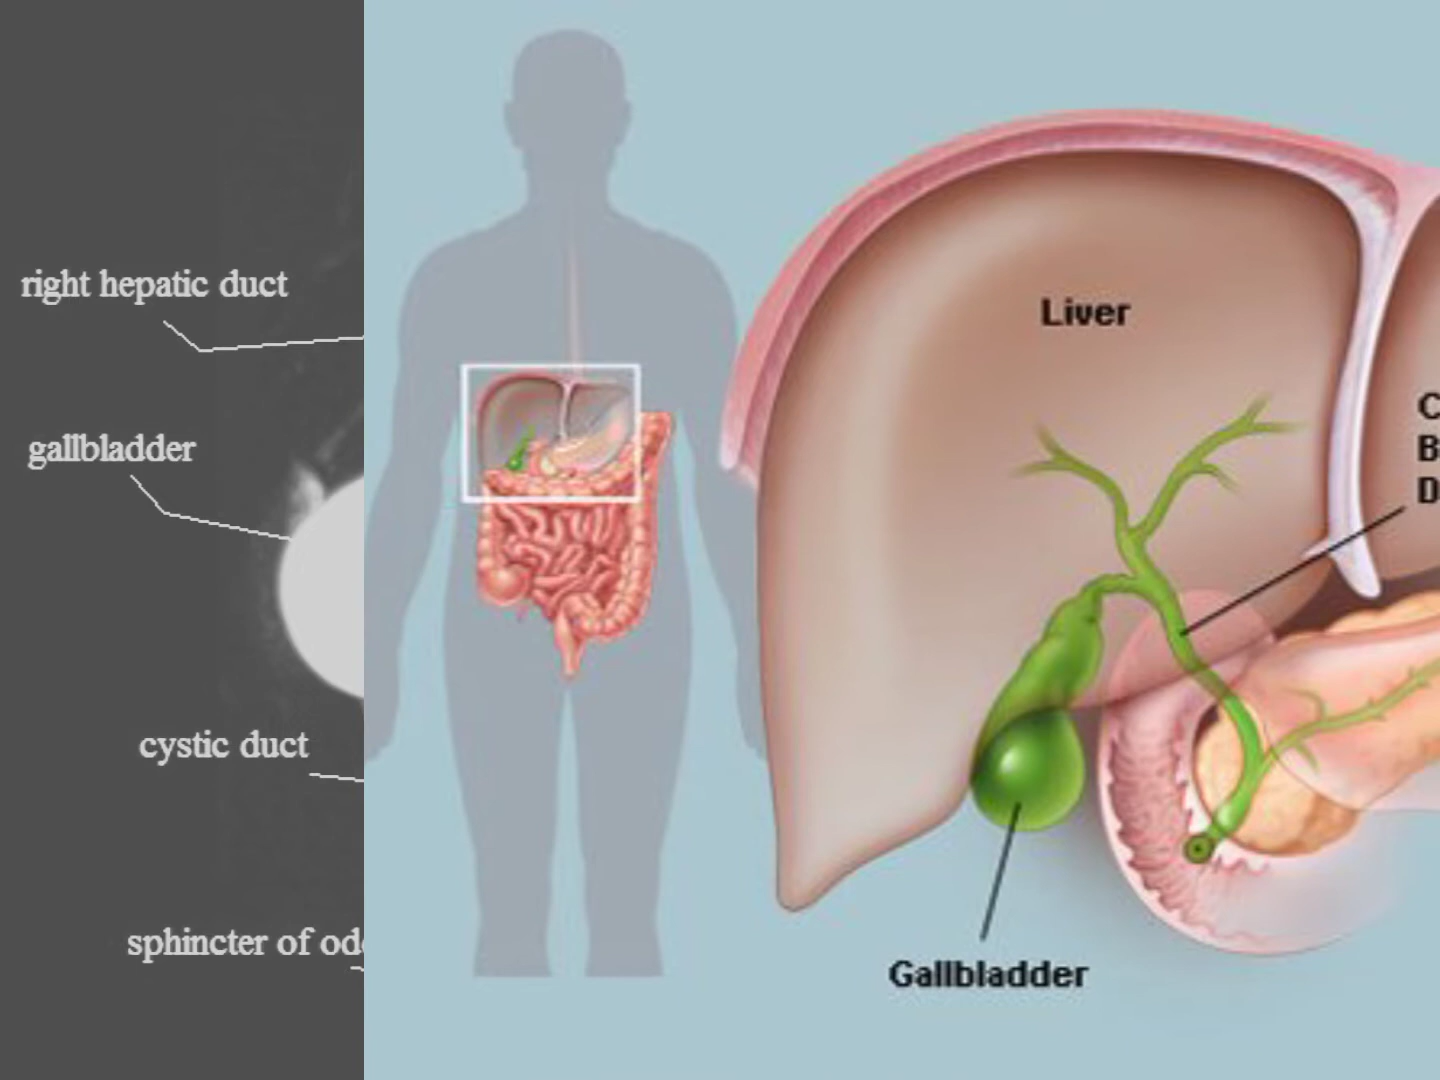 right hepatic duct
gallbladder
cystic duct
sphincter of od
Liver
C
B
D
Gallbladder